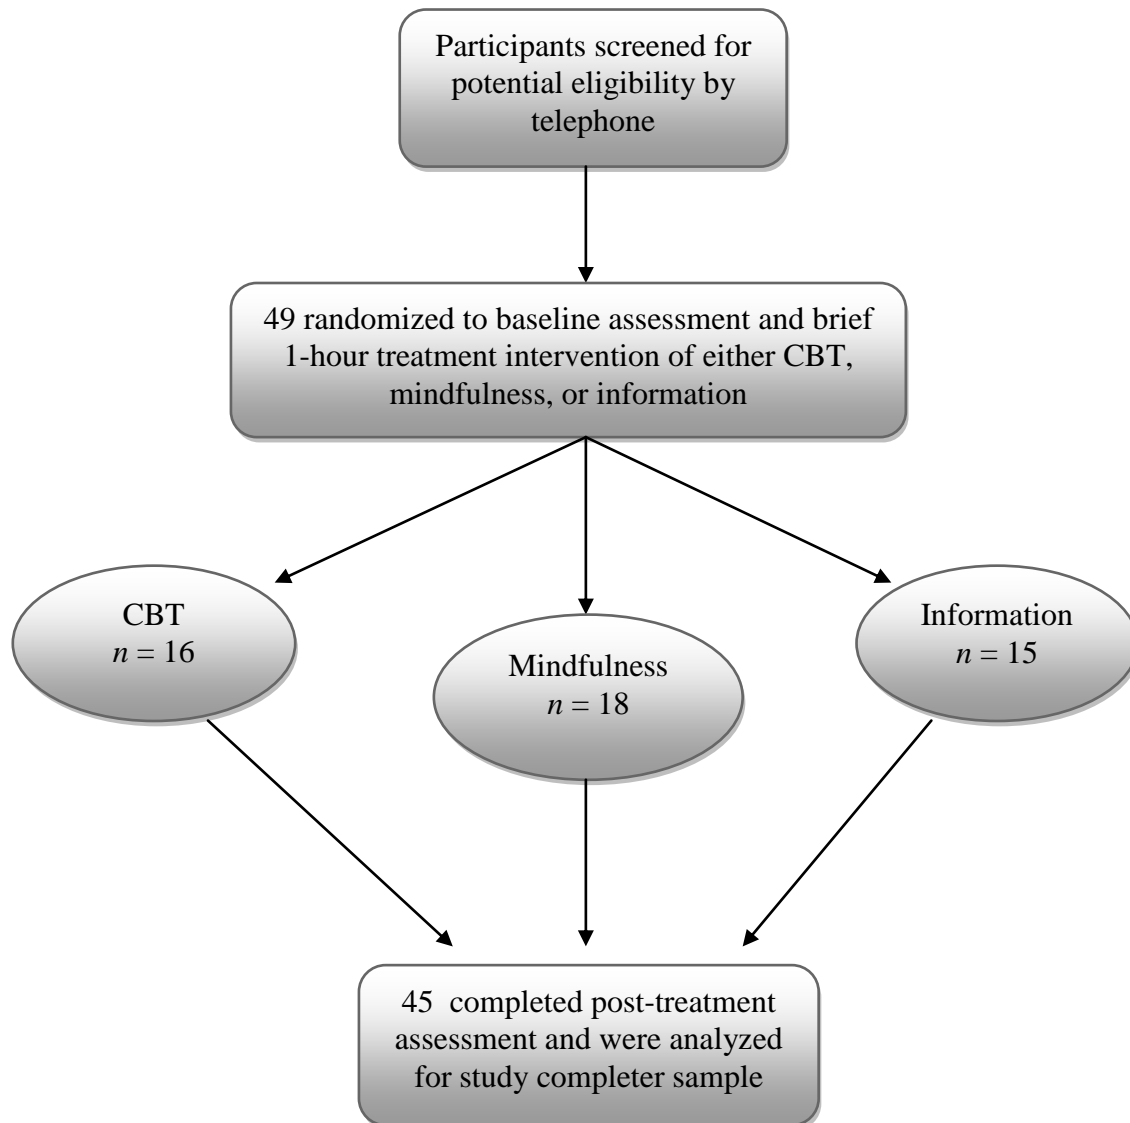 Participants screened for
potential eligibility by
telephone
49 randomized to baseline assessment and brief
1-hour treatment intervention of either CBT,
mindfulness, or information
CBT
n = 16
Mindfulness
n = 18
Information
n = 15
45 completed post-treatment
assessment and were analyzed
for study completer sample